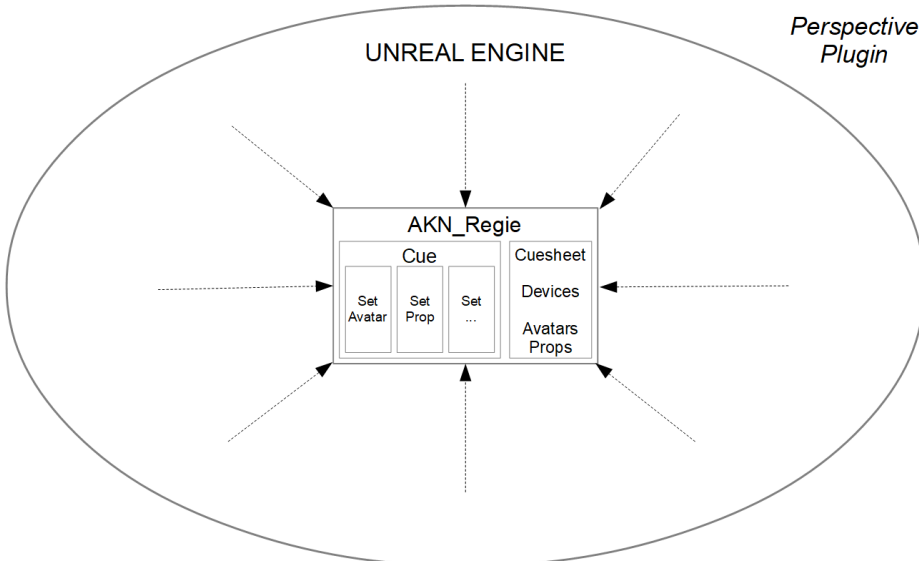 Perspective
Plugin
UNREAL ENGINE
AKN_Regie
Cue
Set
Avatar
Set
Prop
Set
...
Cuesheet
Devices
Avatars
Props